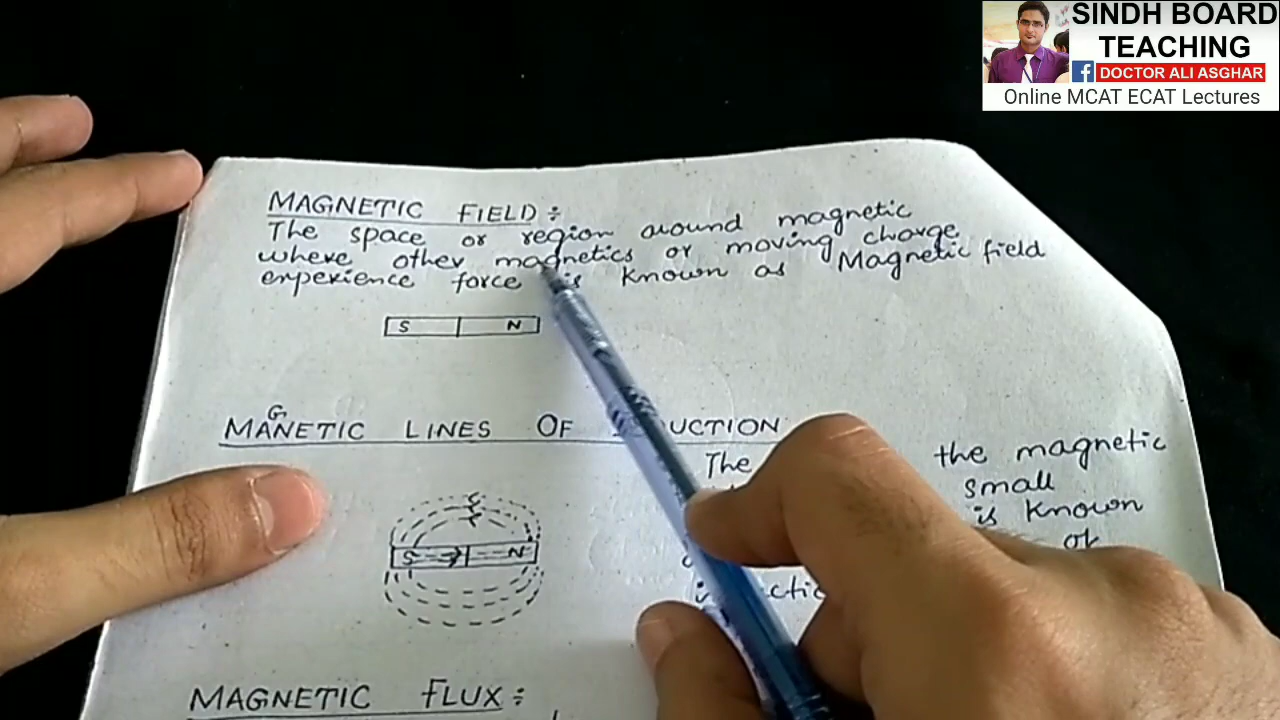 SINDH BOARD
TEACHING
DOCTOR ALI ASGHAR
Online MCAT ECAT Lectures
MAGNETIC FIELD:
The space or region around magnetic
where other magnetics or moving charge
experience force is known as Magnetic field
S N
MAGNETIC LINES OF
The the magnetic
small
is known
of
S N
MAGNETIC FLUX: